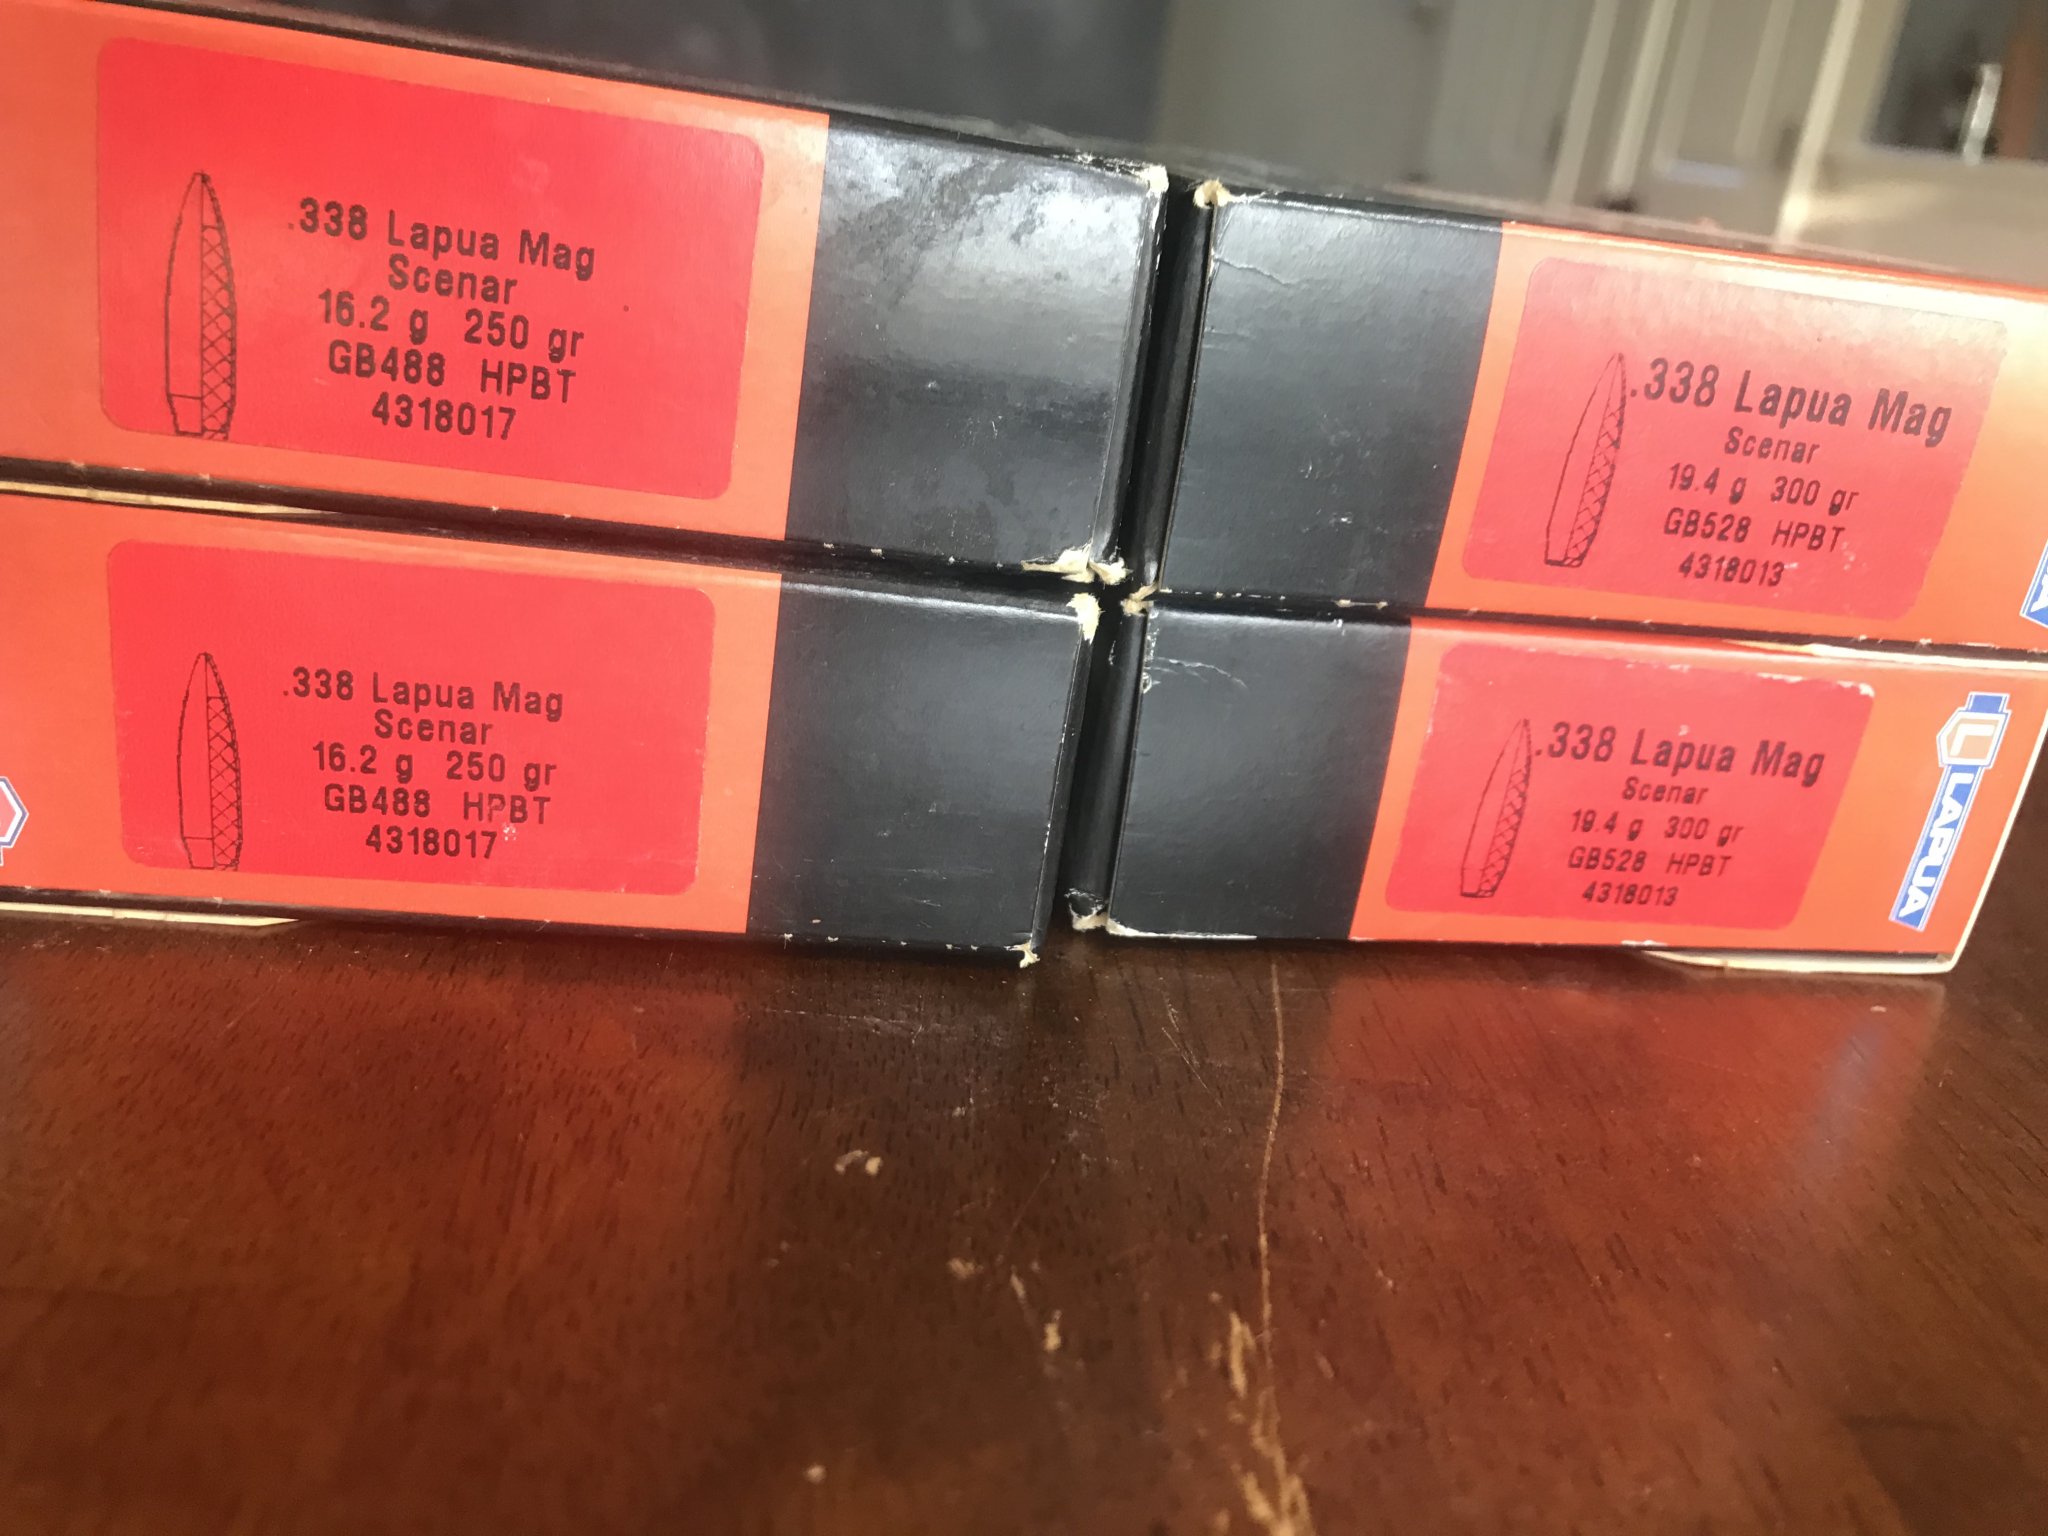 .338 Lapua Mag
Scenar
16.2 g 250 gr
GB488 HPBT
4318017
.338 Lapua Mag
Scenar
19.4 g 300 gr
GB528 HPBT
4318013
.338 Lapua Mag
Scenar
16.2 g 250 gr
GB488 HPBT
4318017
.338 Lapua Mag
Scenar
19.4 g 300 gr
GB528 HPBT
4318013
L LAPUA